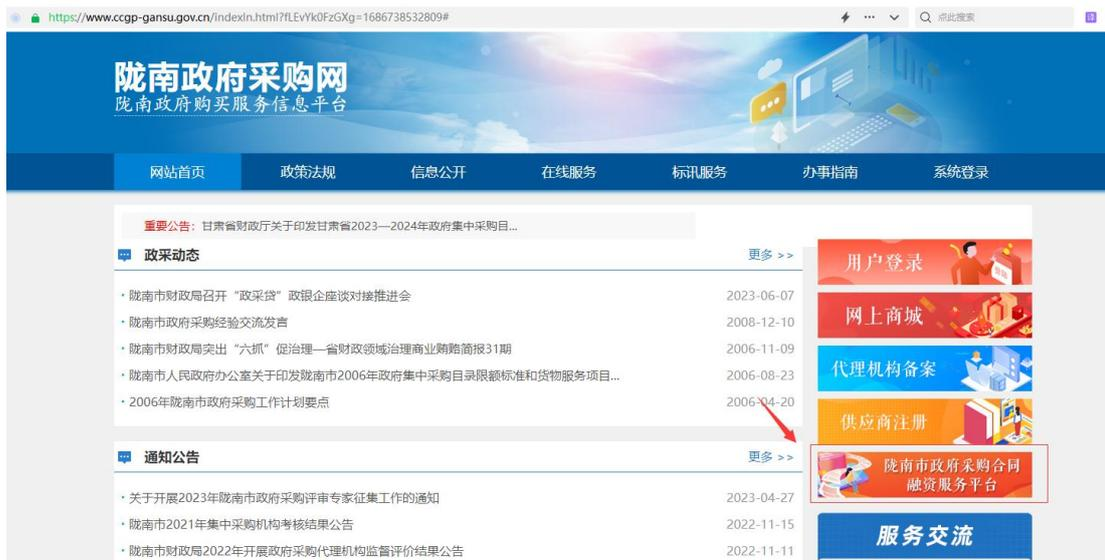 https://www.ccgp-gansu.gov.cn/indexln.html?fLEvYk0FzGXg=1686738532809#
点此搜索
陇南政府采购网
陇南政府购买服务信息平台
网站首页 政策法规 信息公开 在线服务 标讯服务 办事指南 系统登录
重要公告：甘肃省财政厅关于印发甘肃省2023—2024年政府集中采购目...
政采动态 更多 >>
·陇南市财政局召开“政采贷”政银企座谈对接推进会 2023-06-07
·陇南市政府采购经验交流发言 2008-12-10
·陇南市财政局突出“六抓”促治理—省财政领域治理商业贿赂简报31期 2006-11-09
·陇南市人民政府办公室关于印发陇南市2006年政府集中采购目录限额标准和货物服务项目... 2006-08-23
·2006年陇南市政府采购工作计划要点 2006-04-20
通知公告 更多 >>
·关于开展2023年陇南市政府采购评审专家征集工作的通知 2023-04-27
·陇南市2021年集中采购机构考核结果公告 2022-11-15
·陇南市财政局2022年开展政府采购代理机构监督评价结果公告 2022-11-11
用户登录
网上商城
代理机构备案
供应商注册
陇南市政府采购合同
融资服务平台
服务交流